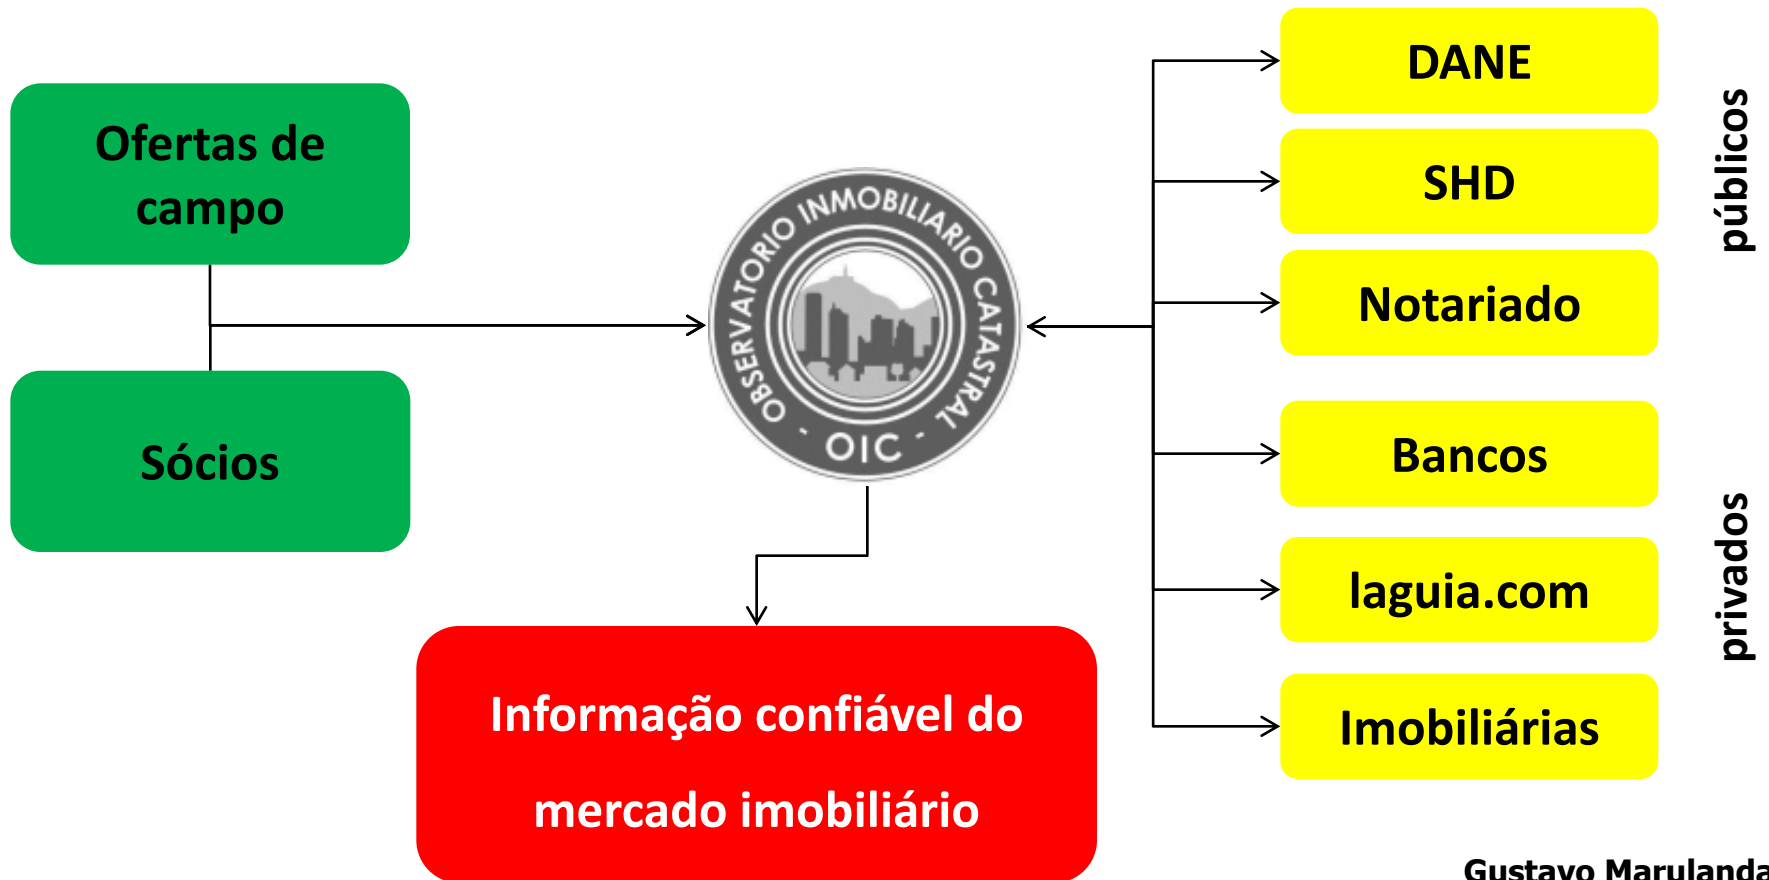 Ofertas de
campo
Sócios
OBSERVATORIO INMOBILIARIO CATASTRAL
- OIC -
Informação confiável do
mercado imobiliário
DANE
SHD
Notariado
públicos
Bancos
laguia.com
Imobiliárias
privados
Gustavo Marulanda